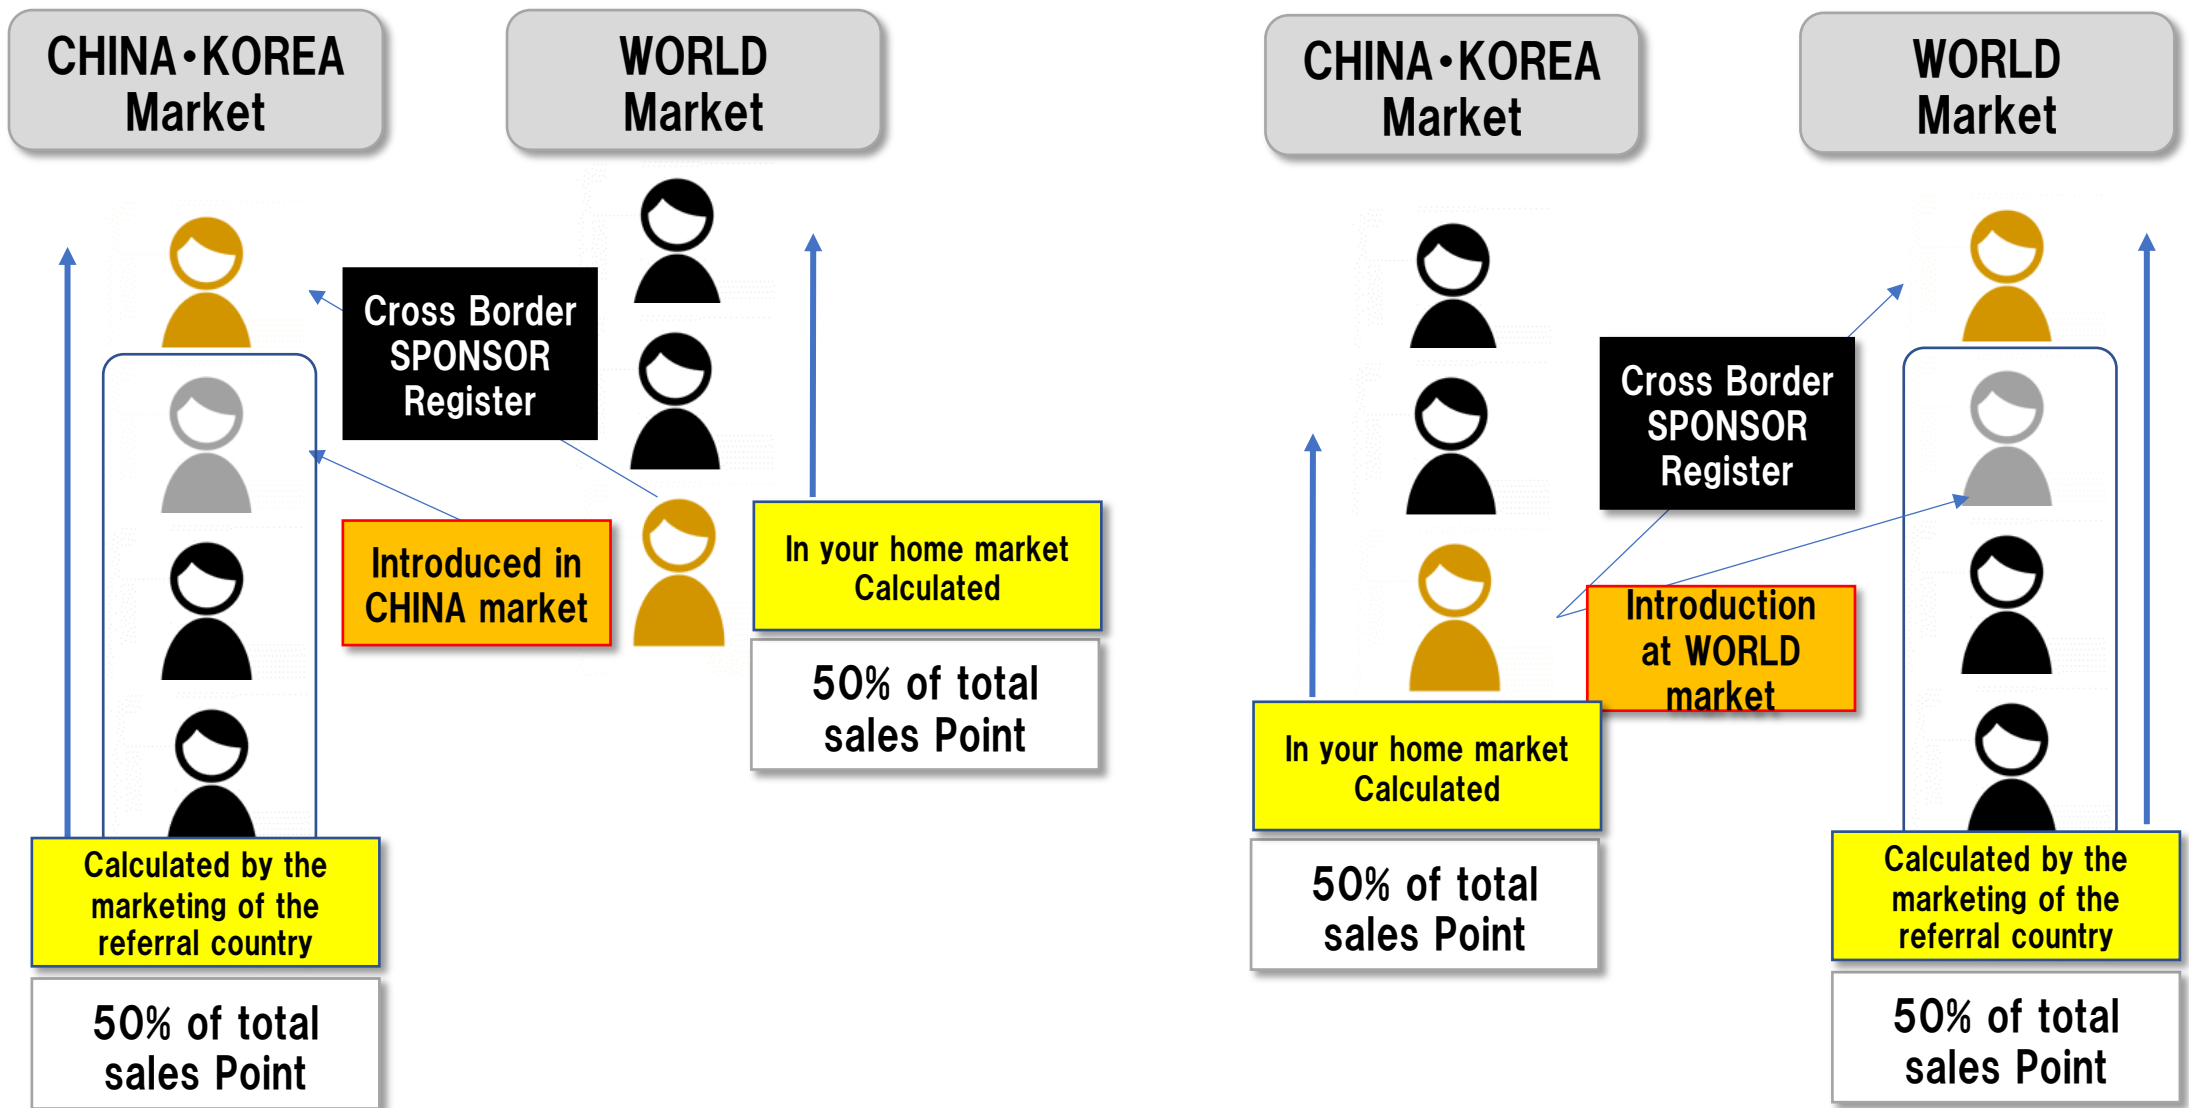 CHINA・KOREA
Market
WORLD
Market
Cross Border
SPONSOR
Register
Introduced in
CHINA market
In your home market
Calculated
50% of total
sales Point
Calculated by the
marketing of the
referral country
50% of total
sales Point
CHINA・KOREA
Market
WORLD
Market
Cross Border
SPONSOR
Register
Introduction
at WORLD
market
In your home market
Calculated
50% of total
sales Point
Calculated by the
marketing of the
referral country
50% of total
sales Point